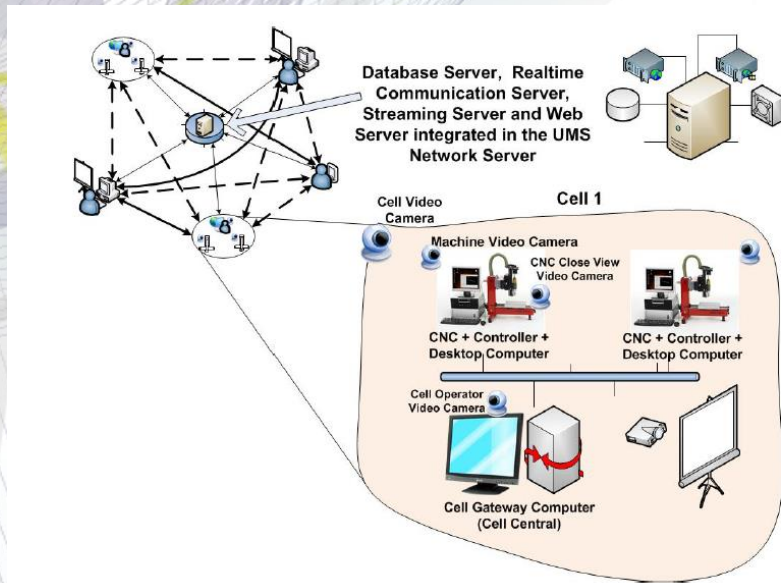 Database Server, Realtime
Communication Server,
Streaming Server and Web
Server integrated in the UMS
Network Server
Cell Video
Camera
Cell 1
Machine Video Camera
CNC Close View
Video Camera
CNC + Controller +
Desktop Computer
CNC + Controller +
Desktop Computer
Cell Operator
Video Camera
Cell Gateway Computer
(Cell Central)